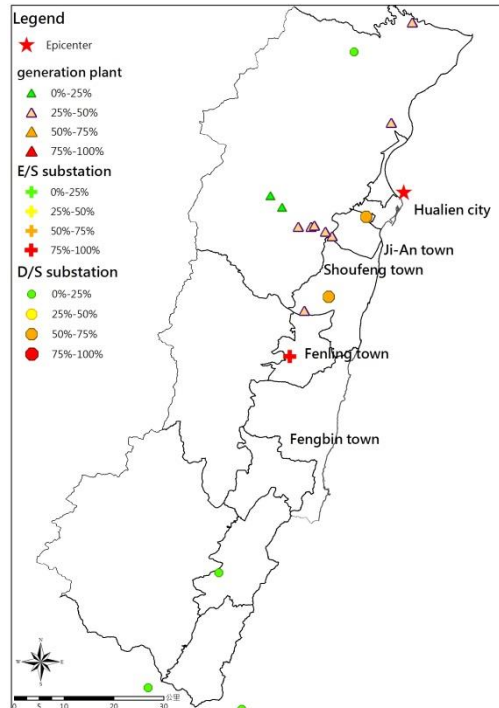 Legend
Epicenter
generation plant
0%-25%
25%-50%
50%-75%
75%-100%
E/S substation
0%-25%
25%-50%
50%-75%
75%-100%
D/S substation
0%-25%
25%-50%
50%-75%
75%-100%
Hualien city
Ji-An town
Shoufeng town
Fenling town
Fengbin town
N
W E
S
0 10 20 30 公里